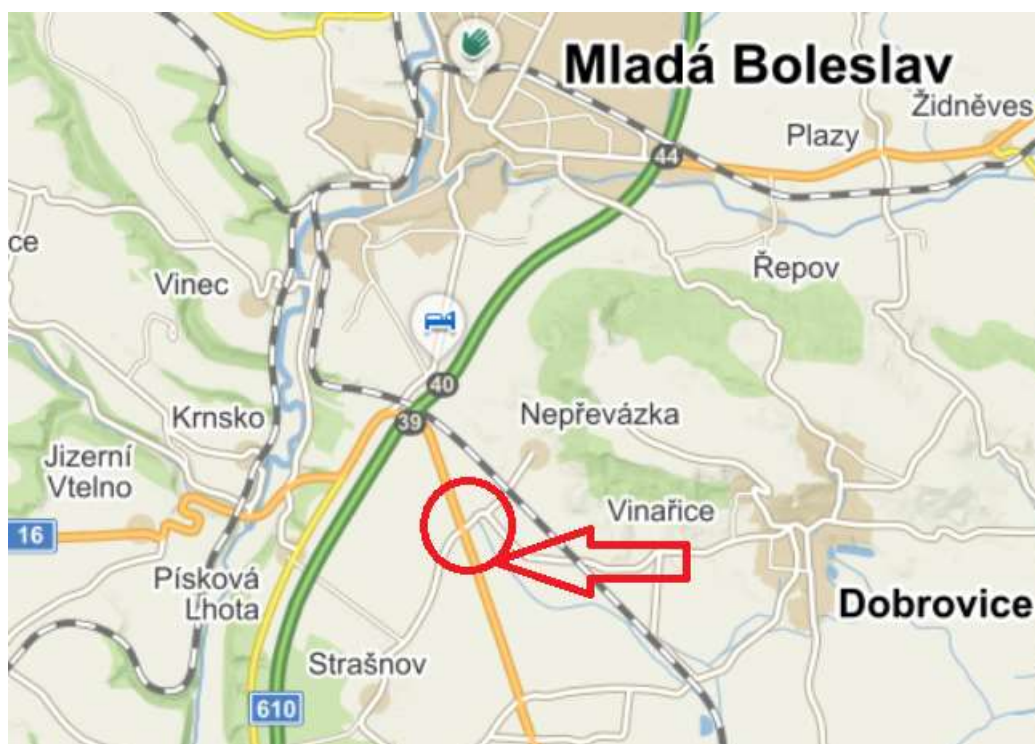 Mladá Boleslav
Židněves
Plazy
44
ce
Řepov
Vinec
40
39
Krnsko
Nepřevázka
Jizerní
Vtelno
Vinařice
16
Písková
Lhota
Dobrovice
Strašnov
610